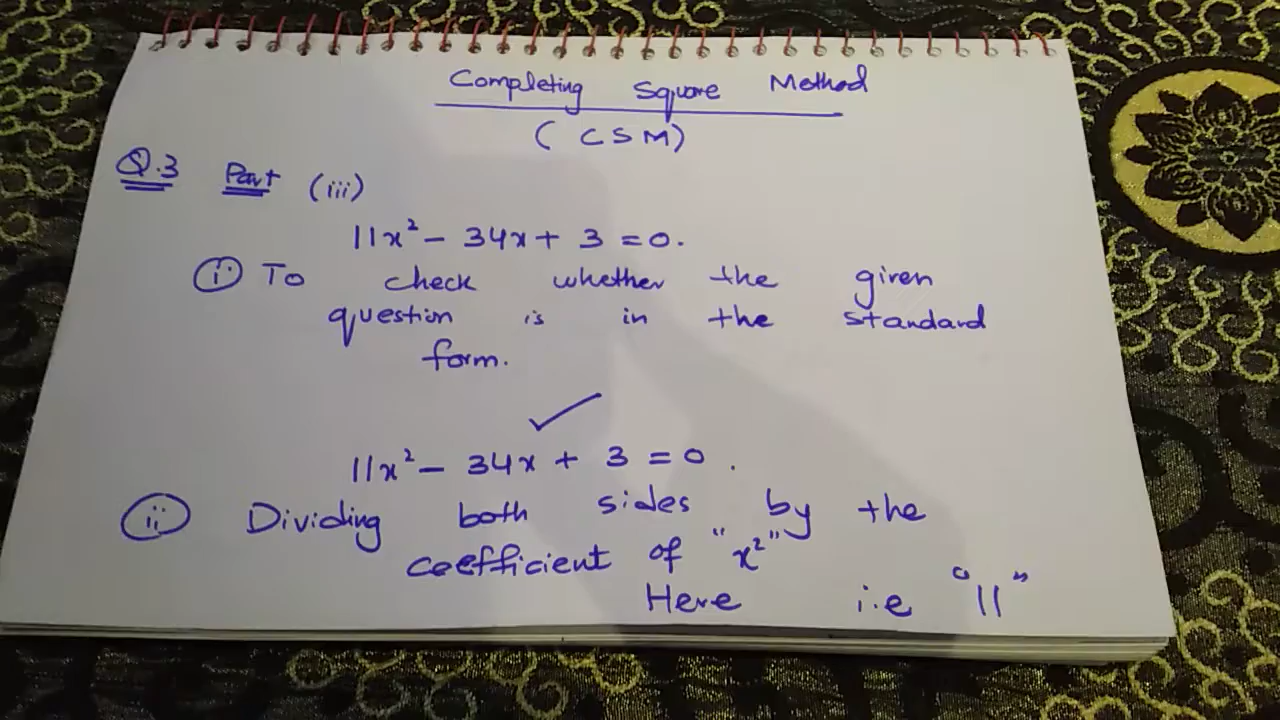 Completing Square Method
(CSM)
Q.3 Part (iii)
11x² - 34x + 3 = 0.
(i) To check whether the given
question is in the standard
form.
✓
11x² - 34x + 3 = 0.
(ii) Dividing both sides by the
coefficient of "x²"
Here i.e "11"